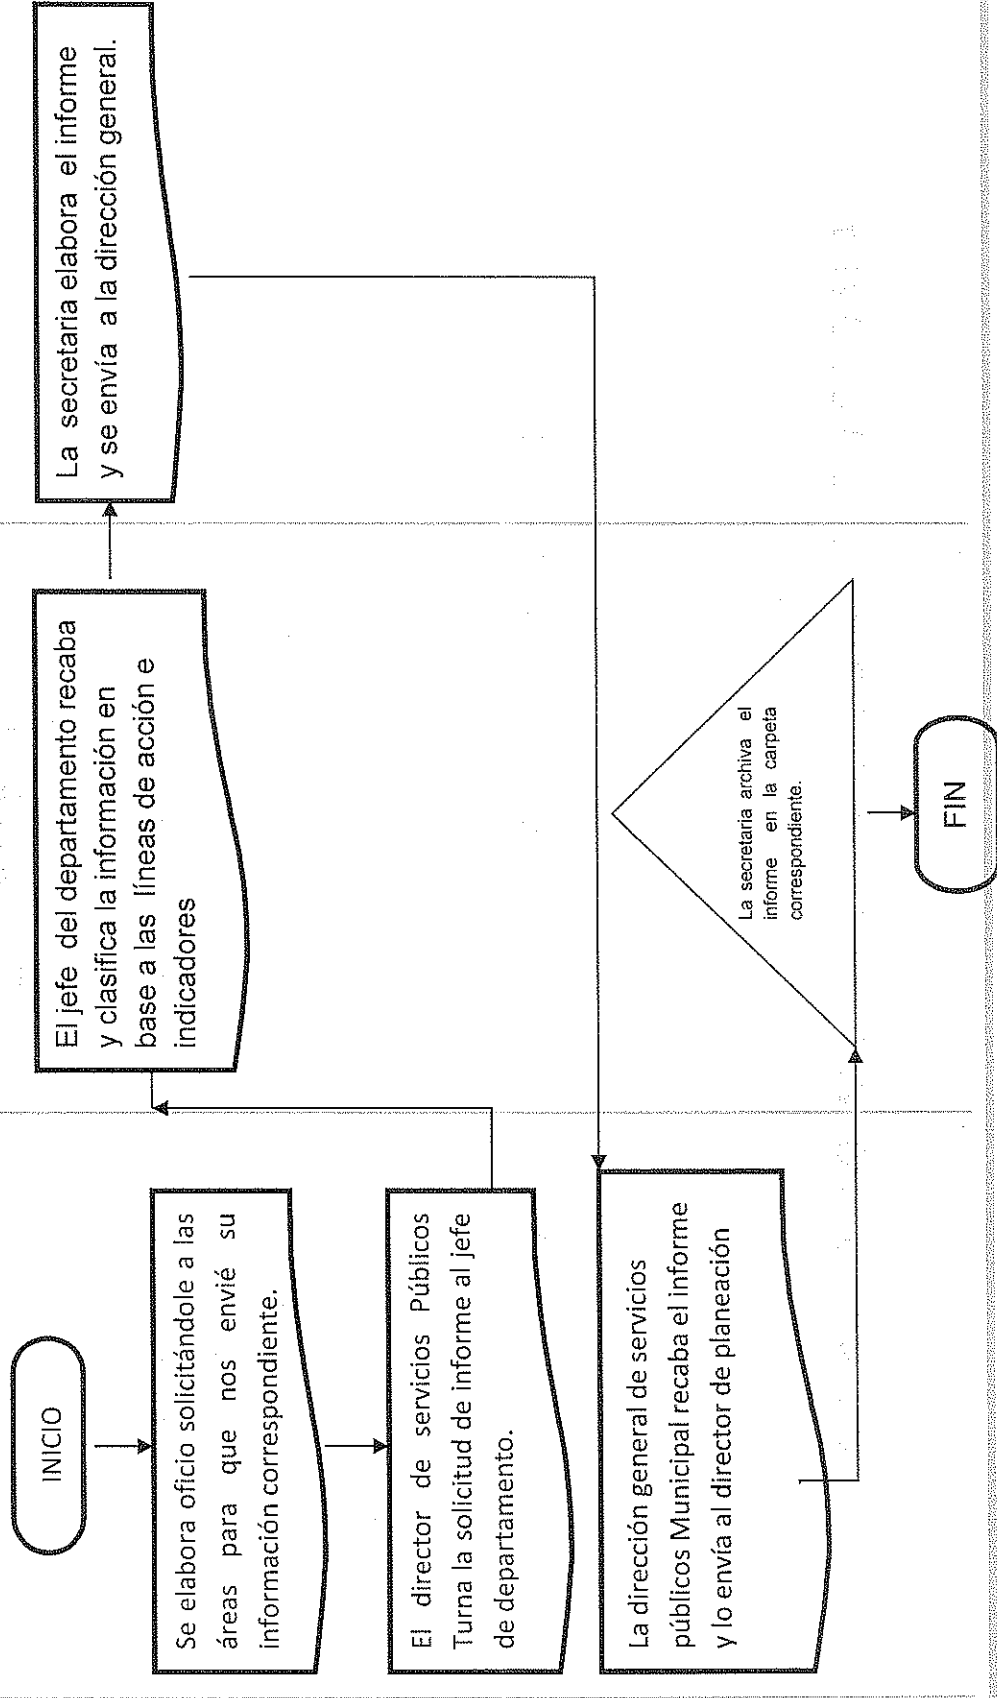 INICIO
Se elabora oficio solicitándole a las
áreas para que nos envié su
información correspondiente.
El director de servicios Públicos
Turna la solicitud de informe al jefe
de departamento.
El jefe del departamento recaba
y clasifica la información en
base a las líneas de acción e
indicadores
La secretaria elabora el informe
y se envía a la dirección general.
La dirección general de servicios
públicos Municipal recaba el informe
y lo envía al director de planeación
La secretaria archiva el
informe en la carpeta
correspondiente.
FIN